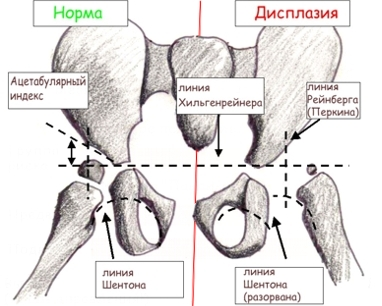 Норма
Дисплазия
Ацетабулярный
индекс
линия
Хильгенрейнера
линия
Рейнберга
(Перкина)
линия
Шентона
линия
Шентона
(разорвана)